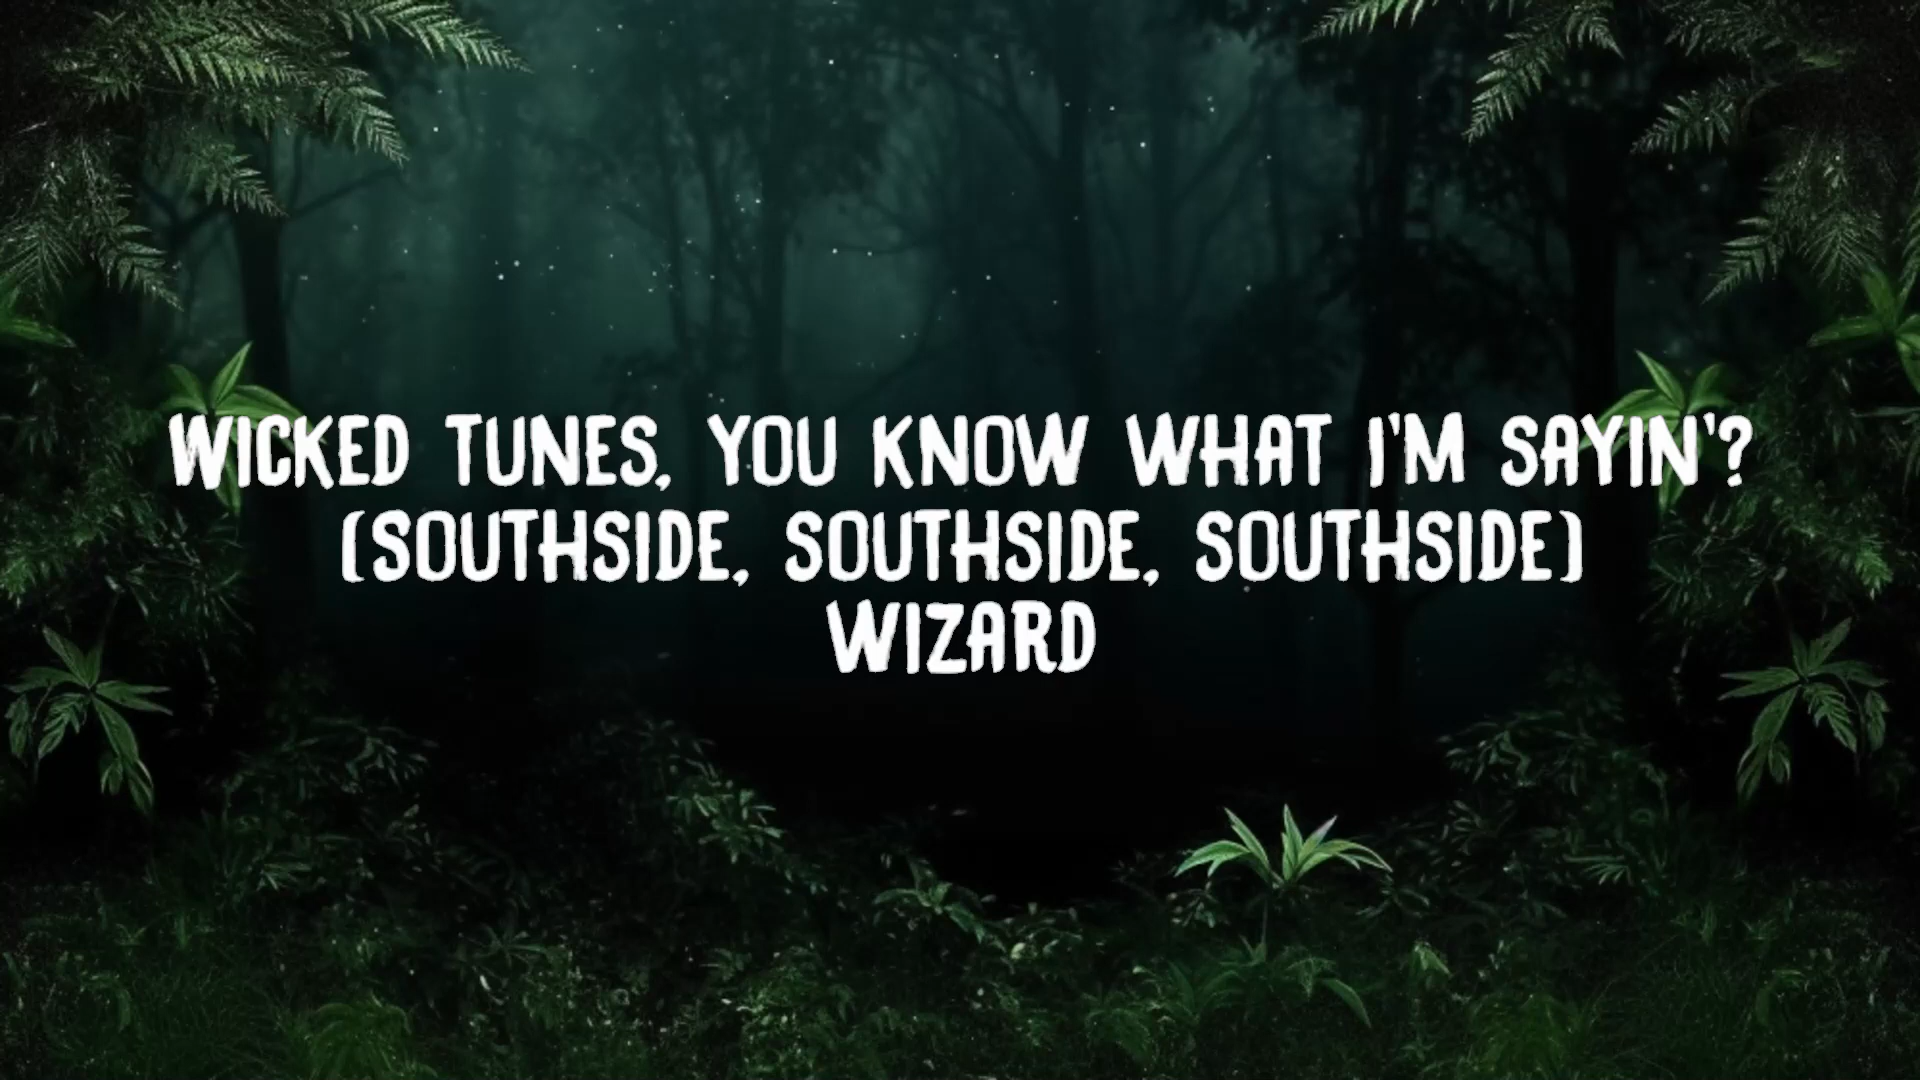 WICKED TUNES, YOU KNOW WHAT I'M SAYIN'?
(SOUTHSIDE, SOUTHSIDE, SOUTHSIDE)
WIZARD